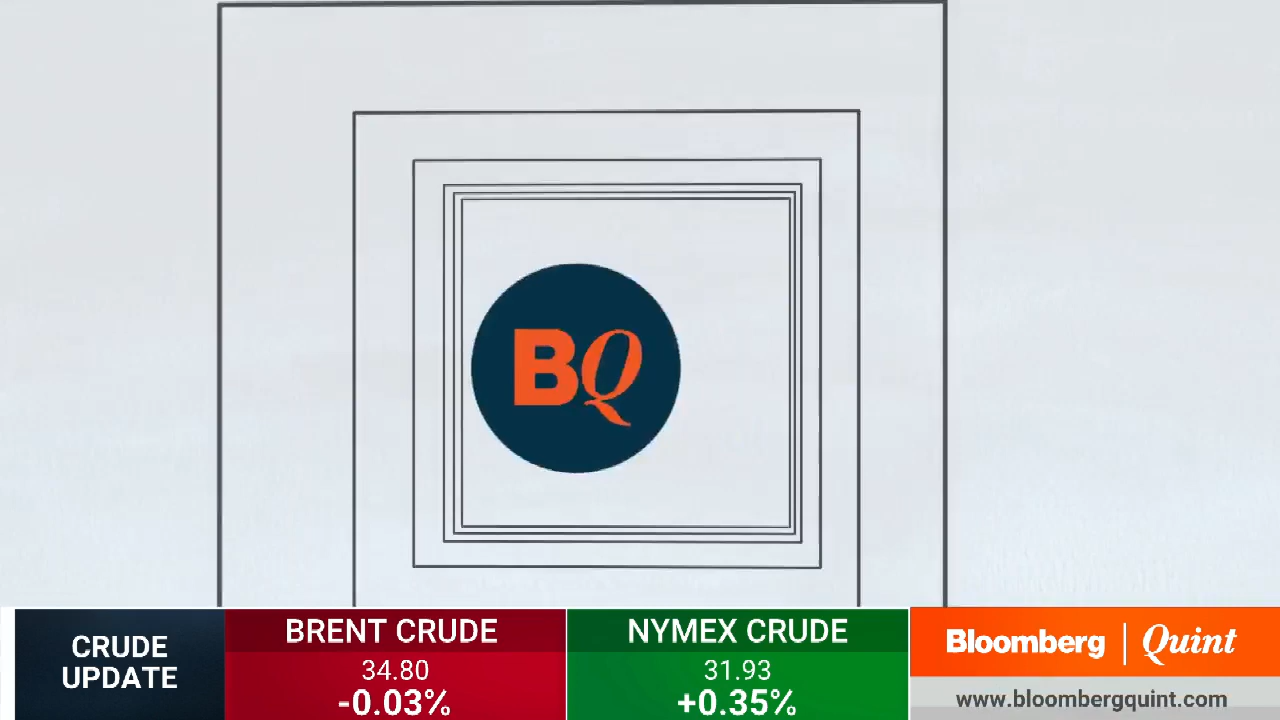 BQ
CRUDE
UPDATE
BRENT CRUDE
34.80
-0.03%
NYMEX CRUDE
31.93
+0.35%
Bloomberg | Quint
www.bloombergquint.com